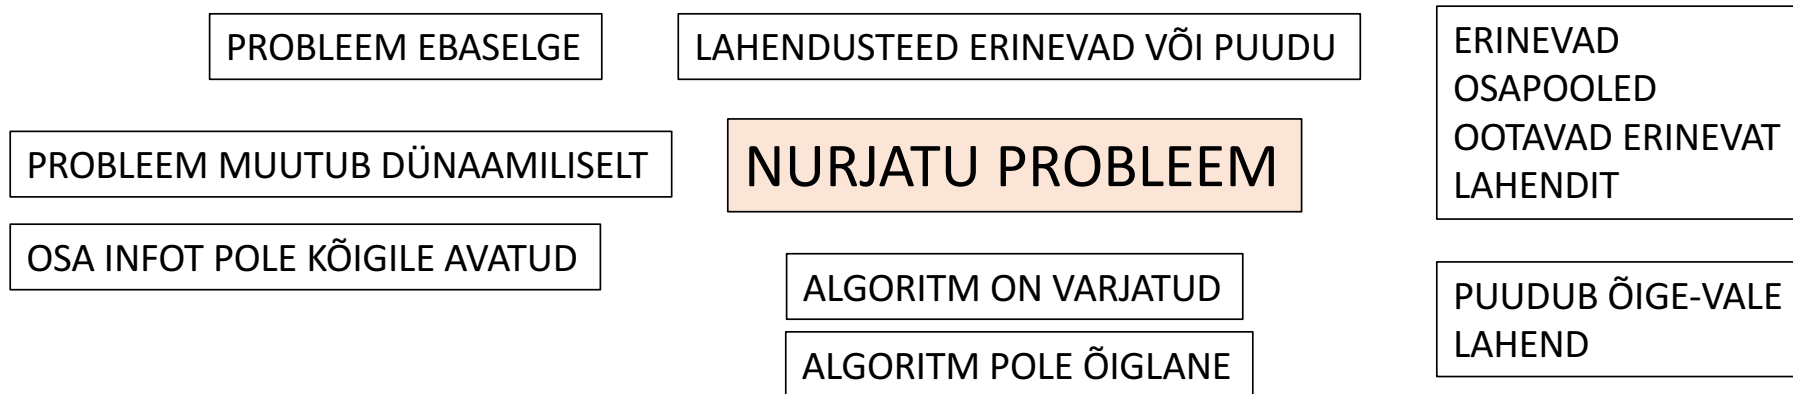 PROBLEEM EBASELGE
LAHENDUSTEED ERINEVAD VÕI PUUDU
ERINEVAD
OSAPOOLED
OOTAVAD ERINEVAT
LAHENDIT
PROBLEEM MUUTUB DÜNAAMILISELT
NURJATU PROBLEEM
OSA INFOT POLE KÕIGILE AVATUD
ALGORITM ON VARJATUD
ALGORITM POLE ÕIGLANE
PUUDUB ÕIGE-VALE
LAHEND